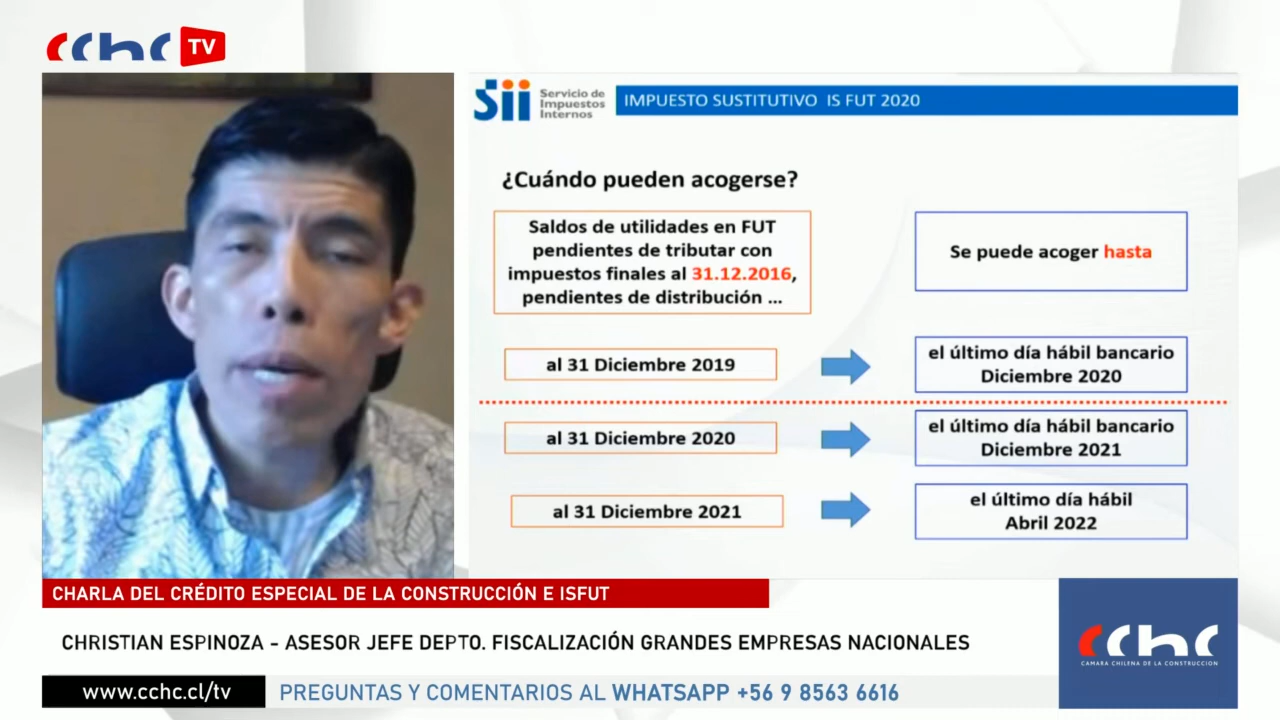 cchc TV
Sii Servicio de
Impuestos
Internos
IMPUESTO SUSTITUTIVO IS FUT 2020
¿Cuándo pueden acogerse?
Saldos de utilidades en FUT
pendientes de tributar con
impuestos finales al 31.12.2016,
pendientes de distribución ...
Se puede acoger hasta
al 31 Diciembre 2019
el último día hábil bancario
Diciembre 2020
al 31 Diciembre 2020
el último día hábil bancario
Diciembre 2021
al 31 Diciembre 2021
el último día hábil
Abril 2022
CHARLA DEL CRÉDITO ESPECIAL DE LA CONSTRUCCIÓN E ISFUT
CHRISTIAN ESPINOZA - ASESOR JEFE DEPTO. FISCALIZACIÓN GRANDES EMPRESAS NACIONALES
www.cchc.cl/tv
PREGUNTAS Y COMENTARIOS AL WHATSAPP +56 9 8563 6616
cchc
CAMARA CHILENA DE LA CONSTRUCCION